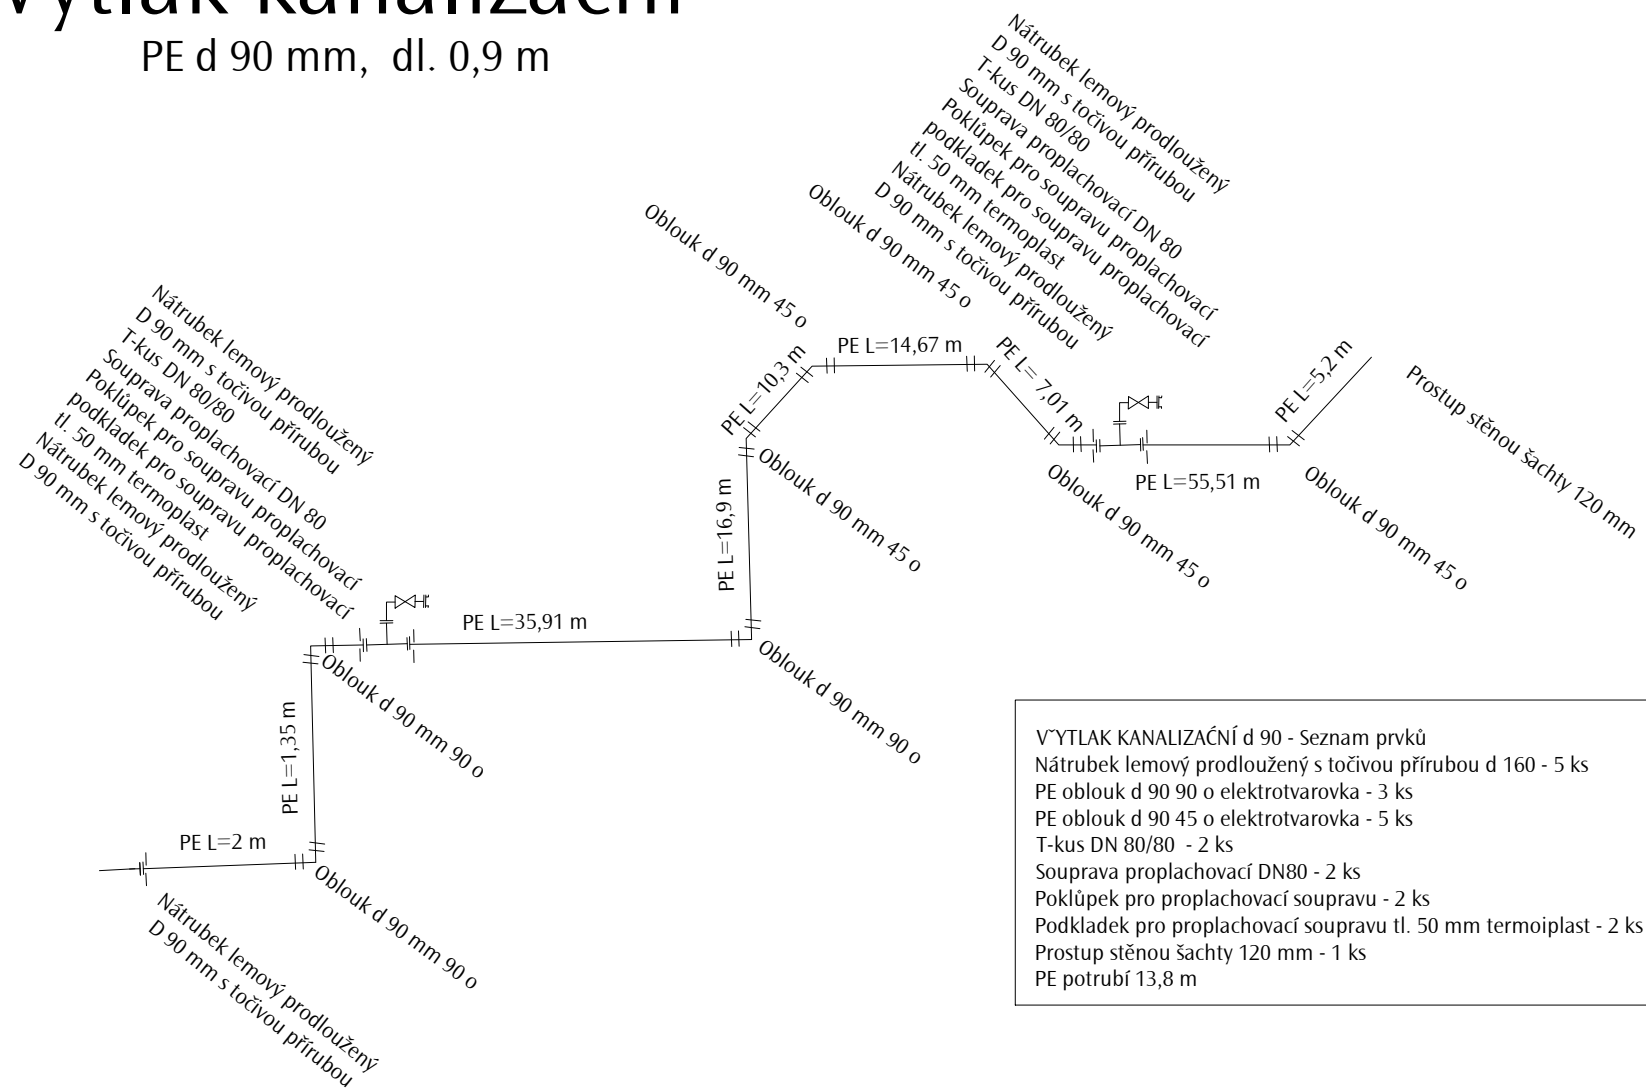 Výtlak kanalizační
PE d 90 mm, dl. 0,9 m
Nátrubek lemový prodloužený
D 90 mm s točivou přírubou
T-kus DN 80/80
Souprava proplachovací DN 80
Poklůpek pro soupravu proplachovací
podkladek pro soupravu proplachovací
tl. 50 mm termoplast
Nátrubek lemový prodloužený
D 90 mm s točivou přírubou
Oblouk d 90 mm 45 o
Oblouk d 90 mm 45 o
Nátrubek lemový prodloužený
D 90 mm s točivou přírubou
T-kus DN 80/80
Souprava proplachovací DN 80
Poklůpek pro soupravu proplachovací
podkladek pro soupravu proplachovací
tl. 50 mm termoplast
Nátrubek lemový prodloužený
D 90 mm s točivou přírubou
PE L=10,3 m
PE L=14,67 m
PE L= 7,01 m
PE L=5,2 m
Prostup stěnou šachty 120 mm
PE L=55,51 m
Oblouk d 90 mm 45 o
Oblouk d 90 mm 45 o
Oblouk d 90 mm 45 o
PE L=16,9 m
PE L=35,91 m
Oblouk d 90 mm 90 o
Oblouk d 90 mm 90 o
PE L=1,35 m
PE L=2 m
Oblouk d 90 mm 90 o
Nátrubek lemový prodloužený
D 90 mm s točivou přírubou
VˇYTLAK KANALIZAĆNÍ d 90 - Seznam prvků
Nátrubek lemový prodloužený s točivou přírubou d 160 - 5 ks
PE oblouk d 90 90 o elektrotvarovka - 3 ks
PE oblouk d 90 45 o elektrotvarovka - 5 ks
T-kus DN 80/80 - 2 ks
Souprava proplachovací DN80 - 2 ks
Poklůpek pro proplachovací soupravu - 2 ks
Podkladek pro proplachovací soupravu tl. 50 mm termoiplast - 2 ks
Prostup stěnou šachty 120 mm - 1 ks
PE potrubí 13,8 m